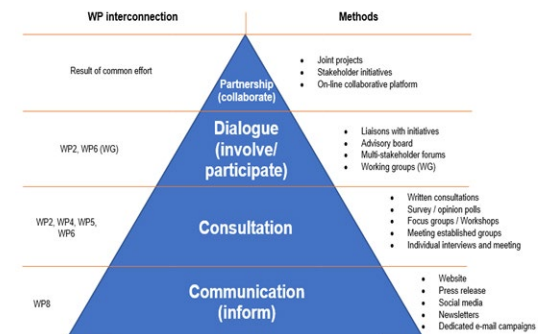 WP interconnection
Methods
Result of common effort
Partnership
(collaborate)
• Joint projects
• Stakeholder initiatives
• On-line collaborative platform
WP2, WP6 (WG)
Dialogue
(involve/
participate)
• Liaisons with initiatives
• Advisory board
• Multi-stakeholder forums
• Working groups (WG)
WP2, WP4, WP5,
WP6
Consultation
• Written consultations
• Survey / opinion polls
• Focus groups / Workshops
• Meeting established groups
• Individual interviews and meeting
WP8
Communication
(inform)
• Website
• Press release
• Social media
• Newsletters
• Dedicated e-mail campaigns